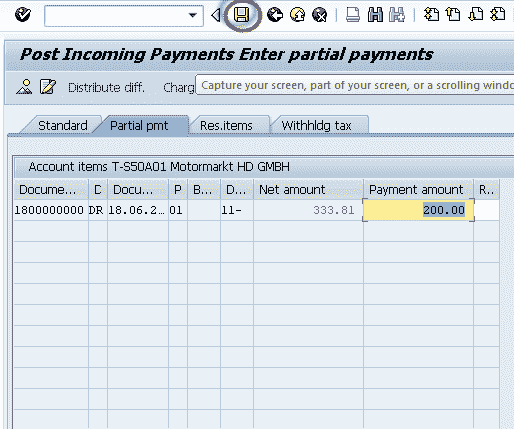 Post Incoming Payments Enter partial payments
Distribute diff. Charg
Capture your screen, part of your screen, or a scrolling windo
Standard Partial pmt Res.items Withhldg tax
Account items T-S50A01 Motormarkt HD GMBH
Docume... D Docu... P B... D... Net amount Payment amount R..
1800000000 DR 18.06.2... 01 11- 333.81 200.00